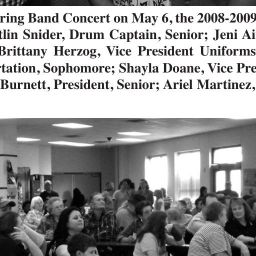 ring Band Concert on May 6, the 2008-2009
tlin Snider, Drum Captain, Senior; Jeni Ai
Brittany Herzog, Vice President Uniforms
rtation, Sophomore; Shayla Doane, Vice Pre
Burnett, President, Senior; Ariel Martinez,